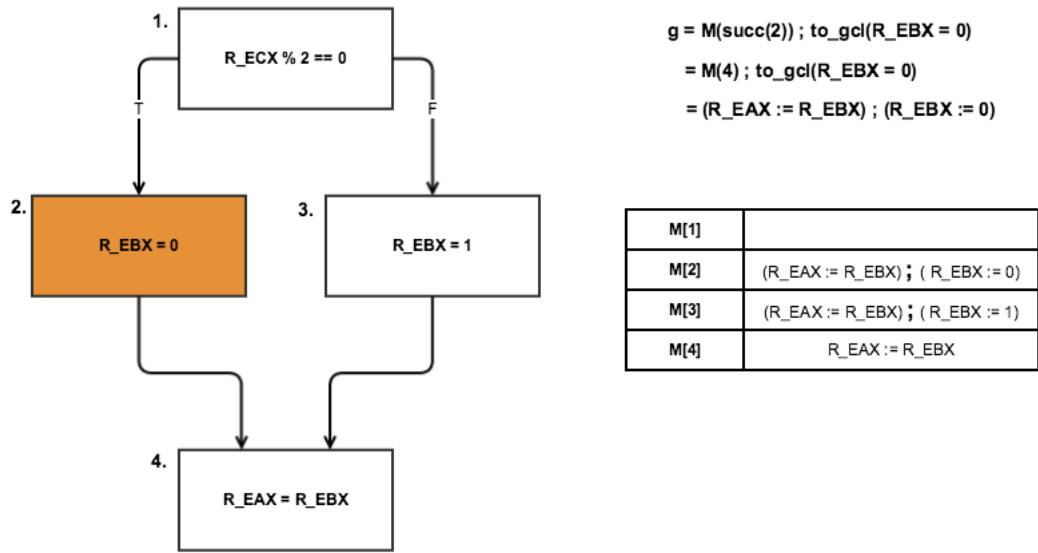 1.
R_ECX % 2 == 0
T
F
2.
R_EBX = 0
3.
R_EBX = 1
4.
R_EAX = R_EBX
g = M(succ(2)) ; to_gcl(R_EBX = 0)
= M(4) ; to_gcl(R_EBX = 0)
= (R_EAX := R_EBX) ; (R_EBX := 0)
M[1]
M[2] (R_EAX := R_EBX) ; ( R_EBX := 0)
M[3] (R_EAX := R_EBX) ; ( R_EBX := 1)
M[4] R_EAX := R_EBX